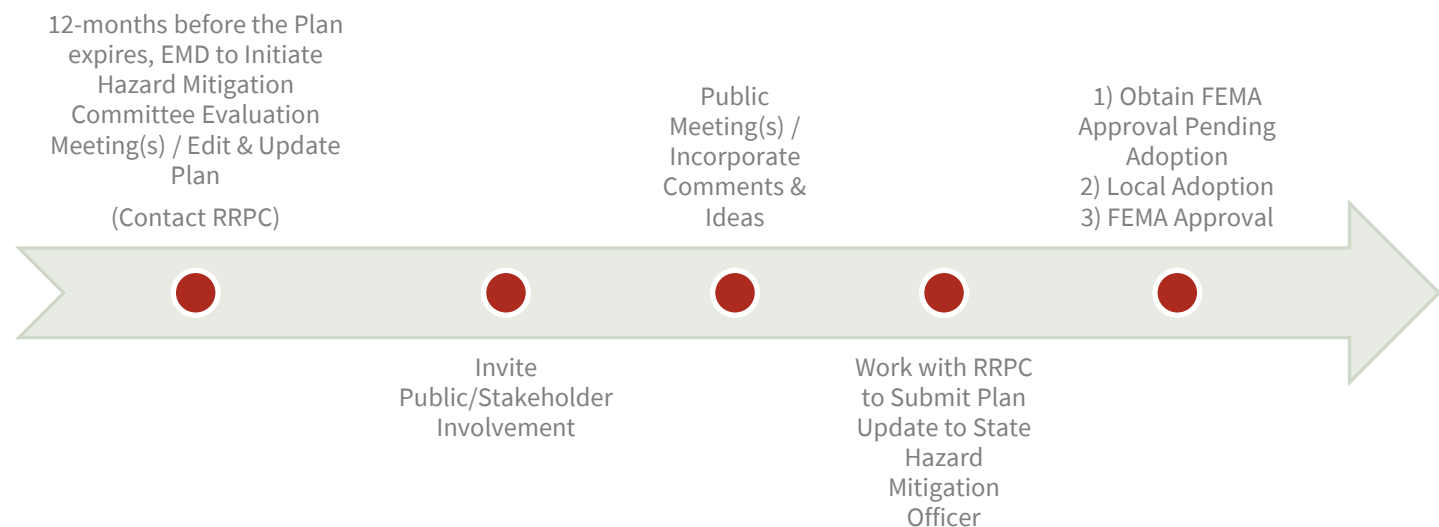 12-months before the Plan
expires, EMD to Initiate
Hazard Mitigation
Committee Evaluation
Meeting(s) / Edit & Update
Plan
(Contact RRPC)
Invite
Public/Stakeholder
Involvement
Public
Meeting(s) /
Incorporate
Comments &
Ideas
Work with RRPC
to Submit Plan
Update to State
Hazard
Mitigation
Officer
1) Obtain FEMA
Approval Pending
Adoption
2) Local Adoption
3) FEMA Approval